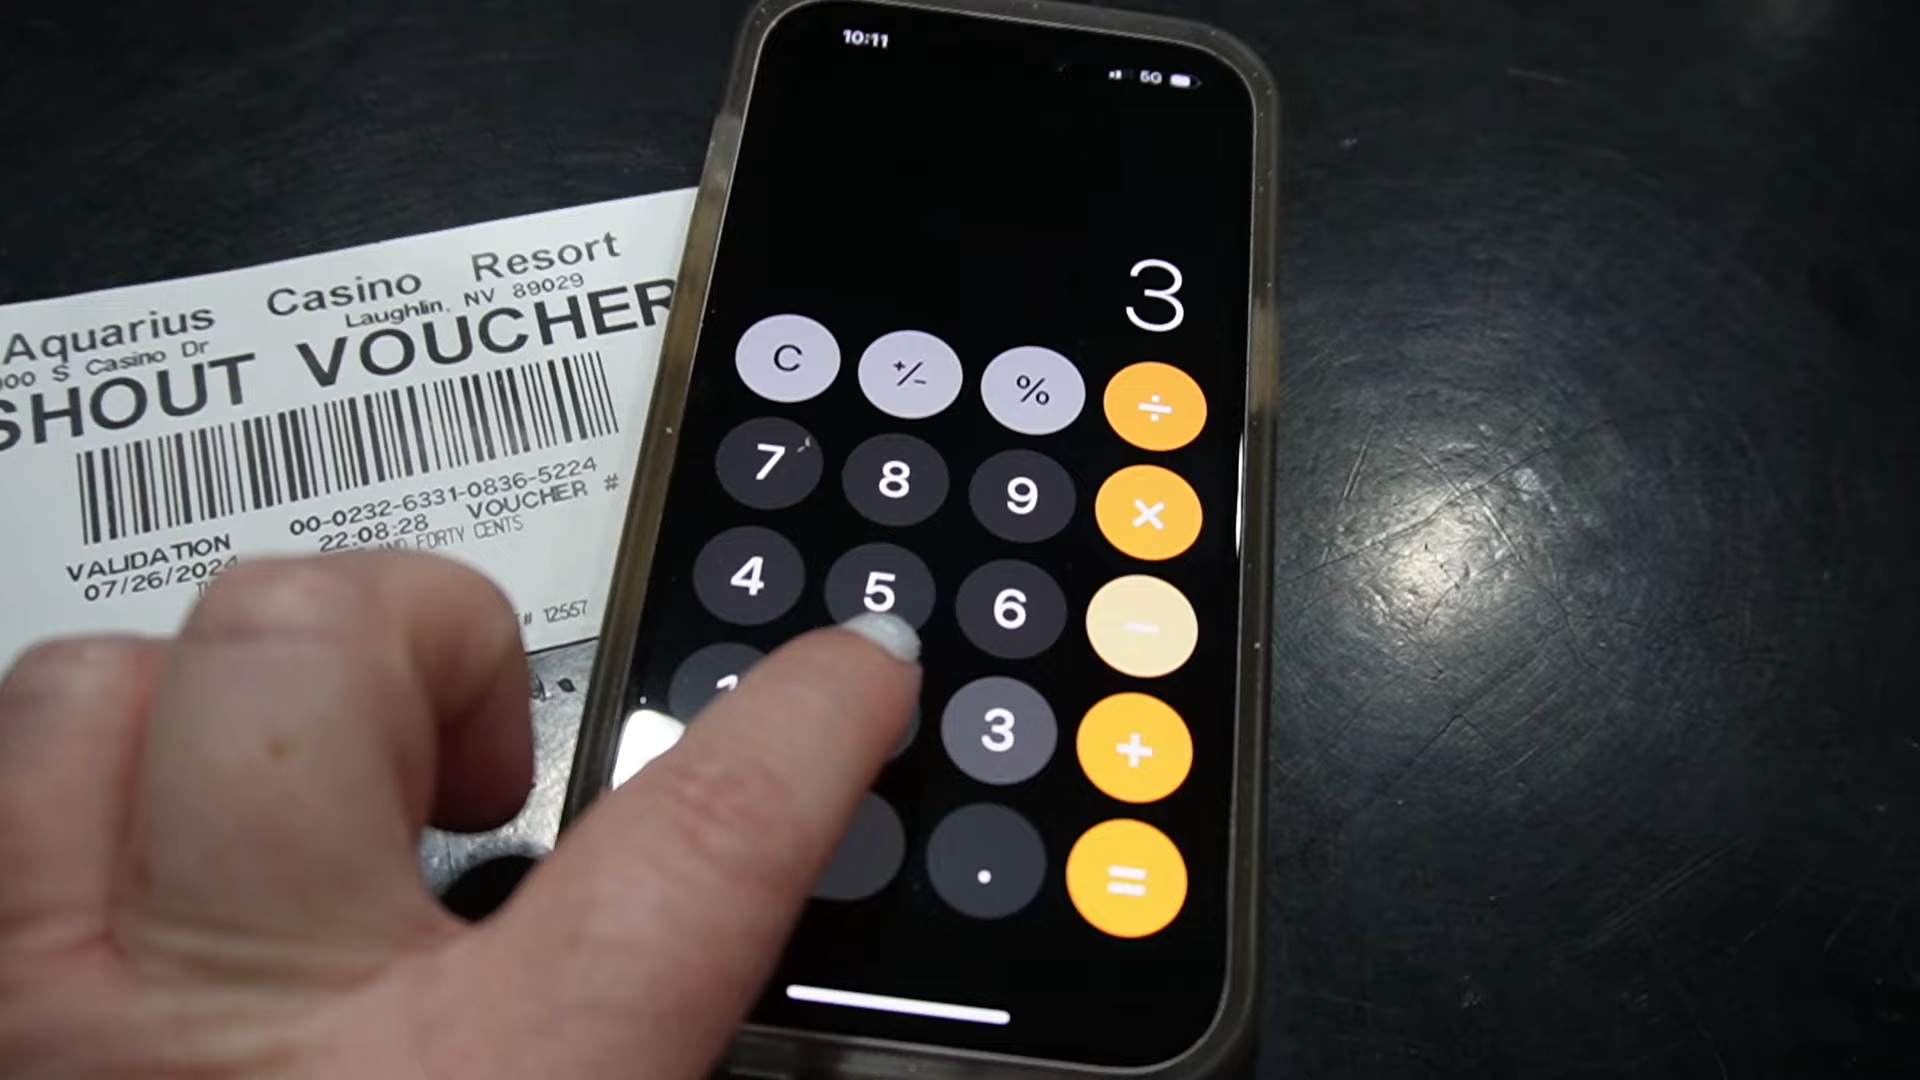 Aquarius Casino Resort
S Casino Dr
Laughlin, NV 89029
SHOUT VOUCHER
00-0232-6331-0836-5224
VALIDATION
22:08:28 VOUCHER #
07/26/2024
AND FORTY CENTS
# 12557
10:11
5G
3
C +/- % ÷
7 8 9 ×
4 5 6 −
1 3 +
. =